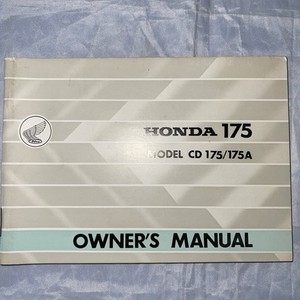 HONDA 175
MODEL CD 175/175A
OWNER'S MANUAL